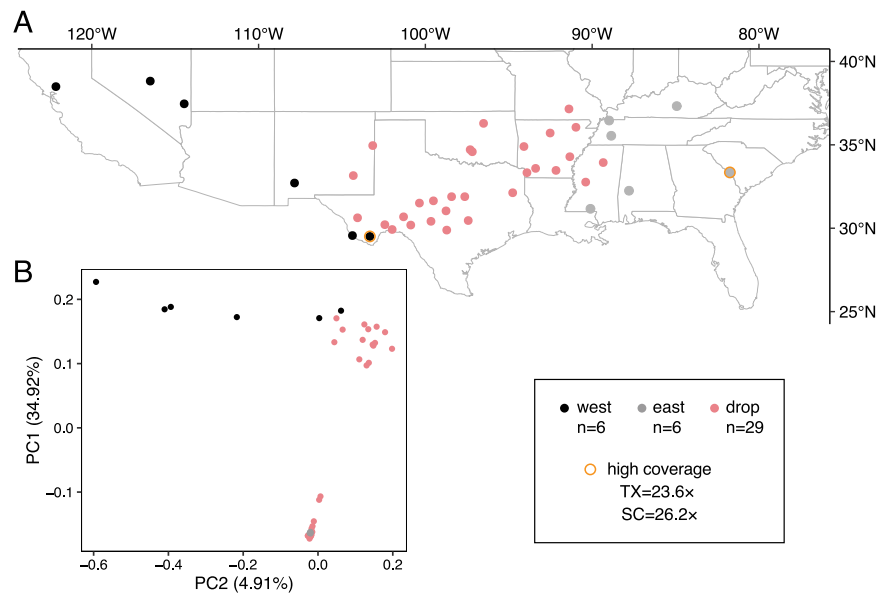 A
120°W 110°W 100°W 90°W 80°W
40°N
35°N
30°N
25°N
B
PC1 (34.92%)
0.2
0.1
0.0
−0.1
−0.6 −0.4 −0.2 0.0 0.2
PC2 (4.91%)
west east drop
n=6 n=6 n=29
high coverage
TX=23.6×
SC=26.2×